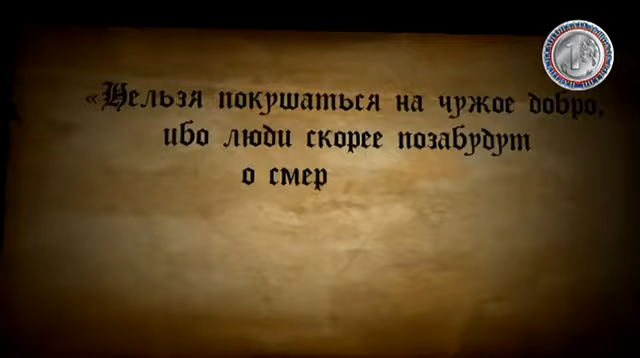 «Нельзя покушаться на чужое добро,
ибо люди скорее позабудут
о смер